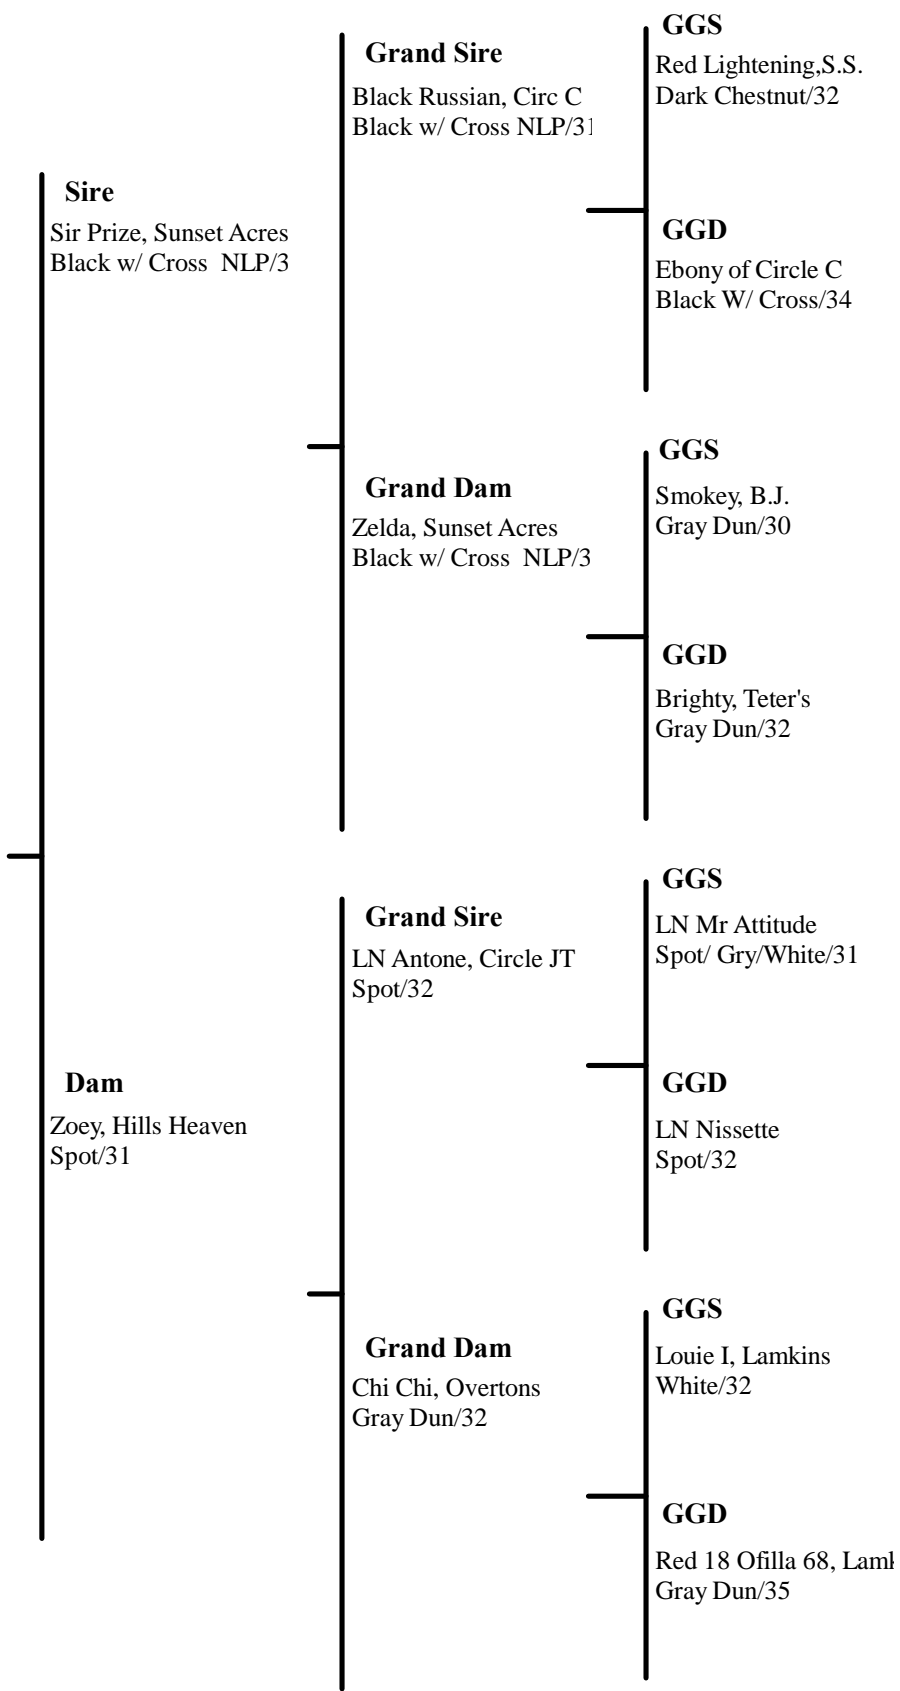 Sire
Sir Prize, Sunset Acres
Black w/ Cross  NLP/3
Grand Sire
Black Russian, Circ C
Black w/ Cross NLP/31
GGS
Red Lightening,S.S.
Dark Chestnut/32
GGD
Ebony of Circle C
Black W/ Cross/34
Grand Dam
Zelda, Sunset Acres
Black w/ Cross  NLP/3
GGS
Smokey, B.J.
Gray Dun/30
GGD
Brighty, Teter's
Gray Dun/32
Dam
Zoey, Hills Heaven
Spot/31
Grand Sire
LN Antone, Circle JT
Spot/32
GGS
LN Mr Attitude
Spot/ Gry/White/31
GGD
LN Nissette
Spot/32
Grand Dam
Chi Chi, Overtons
Gray Dun/32
GGS
Louie I, Lamkins
White/32
GGD
Red 18 Ofilla 68, Lamk
Gray Dun/35